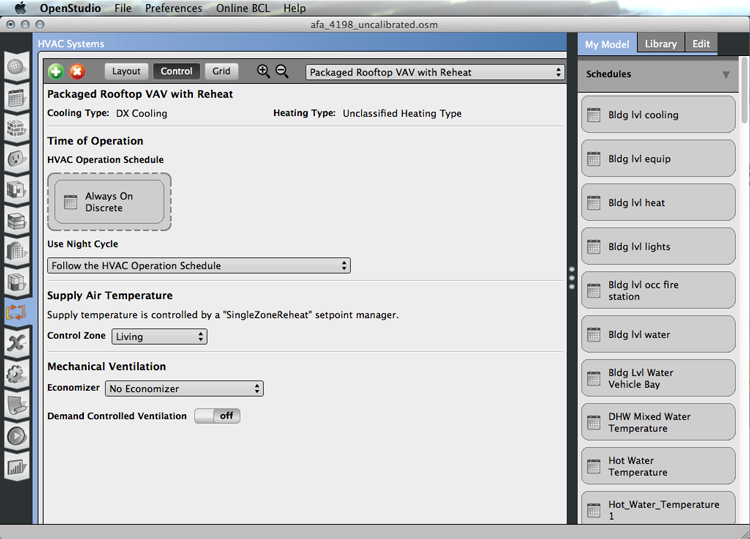 OpenStudio File Preferences Online BCL Help
afa_4198_uncalibrated.osm
HVAC Systems
My Model Library Edit
Layout Control Grid Packaged Rooftop VAV with Reheat
Schedules
Packaged Rooftop VAV with Reheat
Cooling Type: DX Cooling Heating Type: Unclassified Heating Type
Time of Operation
HVAC Operation Schedule
Always On
Discrete
Use Night Cycle
Follow the HVAC Operation Schedule
Supply Air Temperature
Supply temperature is controlled by a "SingleZoneReheat" setpoint manager.
Control Zone Living
Mechanical Ventilation
Economizer No Economizer
Demand Controlled Ventilation off
Bldg lvl cooling
Bldg lvl equip
Bldg lvl heat
Bldg lvl lights
Bldg lvl occ fire
station
Bldg lvl water
Bldg Lvl Water
Vehicle Bay
DHW Mixed Water
Temperature
Hot Water
Temperature
Hot_Water_Temperature
1